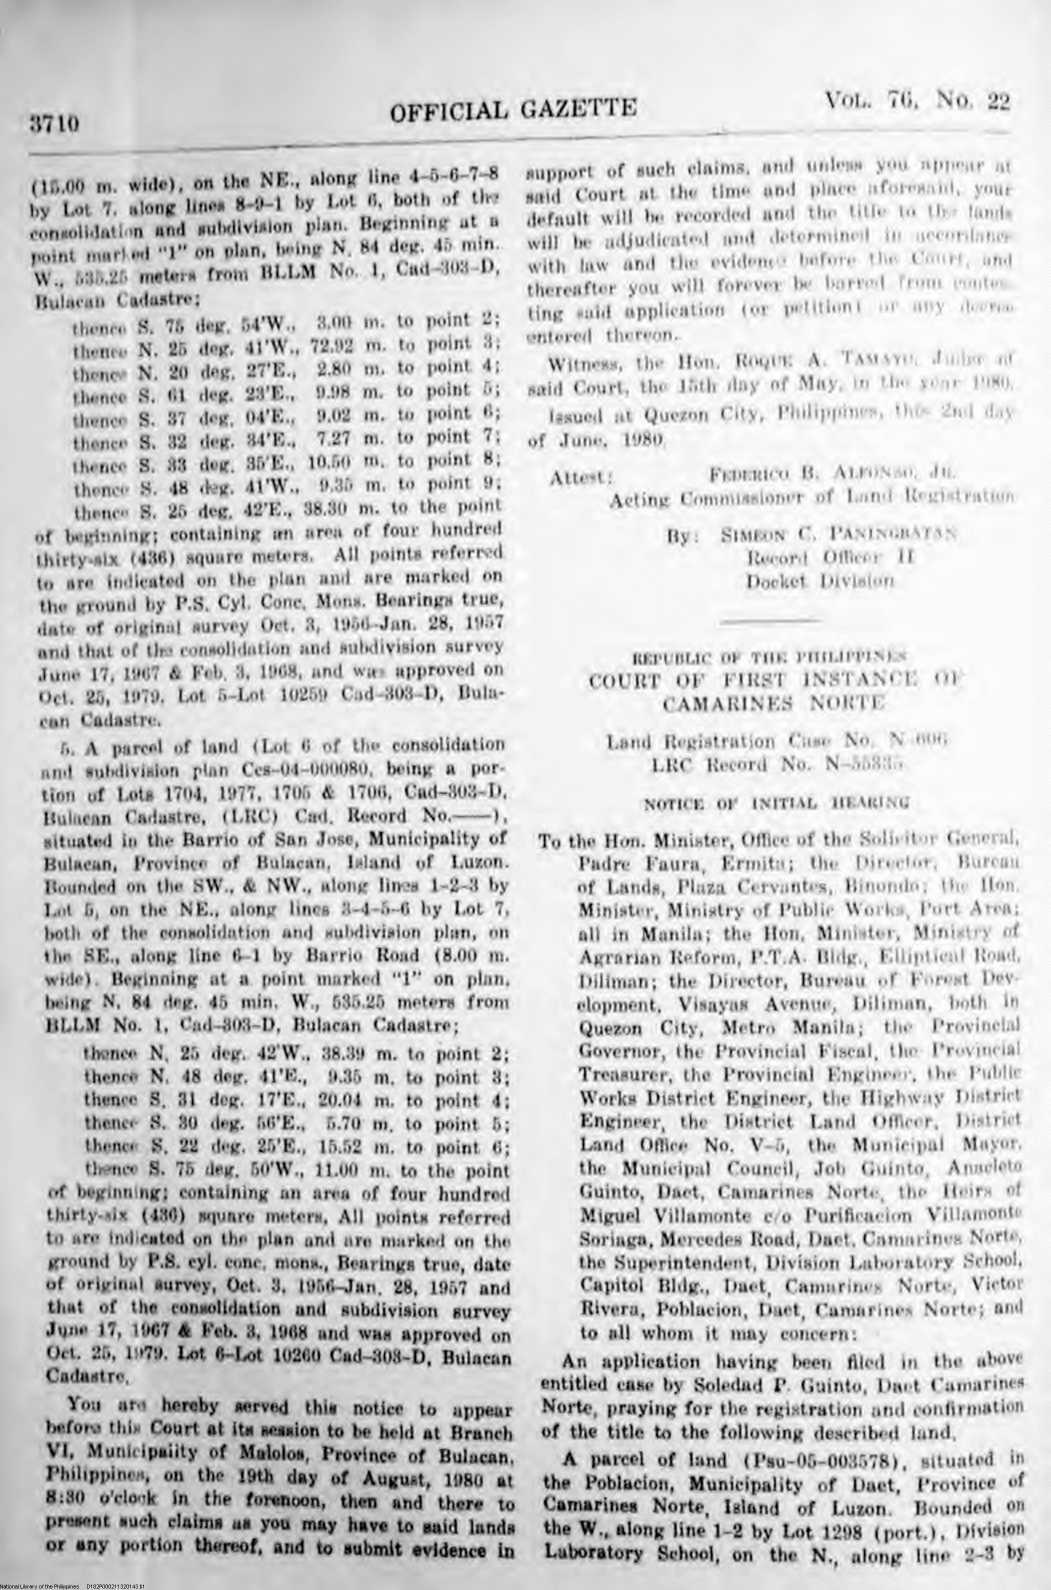 3710
OFFICIAL GAZETTE
VOL. 76, No. 22
(15.00 m. wide), on the NE., along line 4-5-6-7-8
by Lot 7, along lines 8-9-1 by Lot 6, both of the
consolidation and subdivision plan. Beginning at a
point marked "1" on plan, being N. 84 deg. 45 min.
W., 535.25 meters from BLLM No. 1, Cad-303-D,
Bulacan Cadastre;
thence S. 75 deg. 54'W., 3.00 m. to point 2;
thence N. 25 deg. 41'W., 72.92 m. to point 3;
thence N. 20 deg. 27'E., 2.80 m. to point 4;
thence S. 61 deg. 23'E., 9.98 m. to point 5;
thence S. 37 deg. 04'E., 9.02 m. to point 6;
thence S. 32 deg. 34'E., 7.27 m. to point 7;
thence S. 33 deg. 35'E., 10.50 m. to point 8;
thence S. 48 deg. 41'W., 9.35 m. to point 9;
thence S. 25 deg. 42'E., 38.30 m. to the point
of beginning; containing an area of four hundred
thirty-six (436) square meters. All points referred
to are indicated on the plan and are marked on
the ground by P.S. Cyl. Conc. Mons. Bearings true,
date of original survey Oct. 3, 1956-Jan. 28, 1957
and that of the consolidation and subdivision survey
June 17, 1967 & Feb. 3, 1968, and was approved on
Oct. 25, 1979. Lot 5-Lot 10259 Cad-303-D, Bula-
can Cadastre.
5. A parcel of land (Lot 6 of the consolidation
and subdivision plan Ccs-04-000080, being a por-
tion of Lots 1704, 1977, 1705 & 1706, Cad-303-D,
Bulacan Cadastre, (LRC) Cad. Record No.——),
situated in the Barrio of San Jose, Municipality of
Bulacan, Province of Bulacan, Island of Luzon.
Bounded on the SW., & NW., along lines 1-2-3 by
Lot 5, on the NE., along lines 3-4-5-6 by Lot 7,
both of the consolidation and subdivision plan, on
the SE., along line 6-1 by Barrio Road (8.00 m.
wide). Beginning at a point marked "1" on plan,
being N. 84 deg. 45 min. W., 535.25 meters from
BLLM No. 1, Cad-303-D, Bulacan Cadastre;
thence N. 25 deg. 42'W., 38.39 m. to point 2;
thence N. 48 deg. 41'E., 9.35 m. to point 3;
thence S. 31 deg. 17'E., 20.04 m. to point 4;
thence S. 30 deg. 56'E., 5.70 m. to point 5;
thence S. 22 deg. 25'E., 15.52 m. to point 6;
thence S. 75 deg. 50'W., 11.00 m. to the point
of beginning; containing an area of four hundred
thirty-six (436) square meters, All points referred
to are indicated on the plan and are marked on the
ground by P.S. cyl. conc. mons., Bearings true, date
of original survey, Oct. 3, 1956-Jan. 28, 1957 and
that of the consolidation and subdivision survey
June 17, 1967 & Feb. 3, 1968 and was approved on
Oct. 25, 1979. Lot 6-Lot 10260 Cad-303-D, Bulacan
Cadastre.
You are hereby served this notice to appear
before this Court at its session to be held at Branch
VI, Municipality of Malolos, Province of Bulacan,
Philippines, on the 19th day of August, 1980 at
8:30 o'clock in the forenoon, then and there to
present such claims as you may have to said lands
or any portion thereof, and to submit evidence in
support of such claims, and unless you appear at
said Court at the time and place aforesaid, your
default will be recorded and the title to the lands
will be adjudicated and determined in accordance
with law and the evidence before the Court, and
thereafter you will forever be barred from contes-
ting said application (or petition) or any decree
entered thereon.
Witness, the Hon. ROQUE A. TAMAYO, Judge of
said Court, the 15th day of May, in the year 1980.
Issued at Quezon City, Philippines, this 2nd day
of June, 1980.
Attest: FEDERICO B. ALFONSO, JR.
Acting Commissioner of Land Registration
By: SIMEON C. PANINGBATAN
Record Officer II
Docket Division
REPUBLIC OF THE PHILIPPINES
COURT OF FIRST INSTANCE OF
CAMARINES NORTE
Land Registration Case No. N-606
LRC Record No. N-55335
NOTICE OF INITIAL HEARING
To the Hon. Minister, Office of the Solicitor General,
Padre Faura, Ermita; the Director, Bureau
of Lands, Plaza Cervantes, Binondo; the Hon.
Minister, Ministry of Public Works, Port Area;
all in Manila; the Hon. Minister, Ministry of
Agrarian Reform, P.T.A. Bldg., Elliptical Road,
Diliman; the Director, Bureau of Forest Dev-
elopment, Visayas Avenue, Diliman, both in
Quezon City, Metro Manila; the Provincial
Governor, the Provincial Fiscal, the Provincial
Treasurer, the Provincial Engineer, the Public
Works District Engineer, the Highway District
Engineer, the District Land Officer, District
Land Office No. V-5, the Municipal Mayor,
the Municipal Council, Job Guinto, Anacleto
Guinto, Daet, Camarines Norte, the Heirs of
Miguel Villamonte c/o Purificacion Villamonte
Soriaga, Mercedes Road, Daet, Camarines Norte,
the Superintendent, Division Laboratory School,
Capitol Bldg., Daet, Camarines Norte, Victor
Rivera, Poblacion, Daet, Camarines Norte; and
to all whom it may concern:
An application having been filed in the above
entitled case by Soledad P. Guinto, Daet Camarines
Norte, praying for the registration and confirmation
of the title to the following described land.
A parcel of land (Psu-05-003578), situated in
the Poblacion, Municipality of Daet, Province of
Camarines Norte, Island of Luzon. Bounded on
the W., along line 1-2 by Lot 1298 (port.), Division
Laboratory School, on the N., along line 2-3 by
National Library of the Philippines